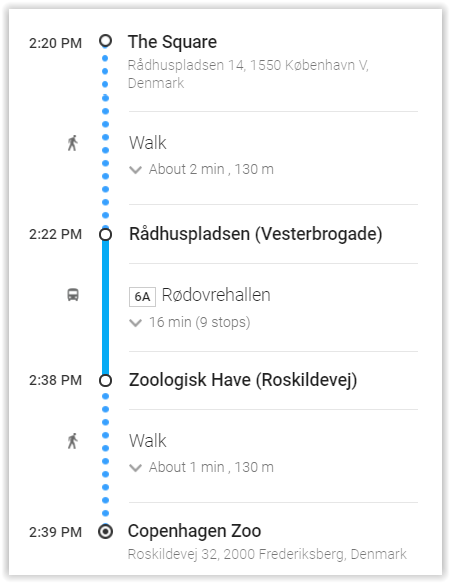 2:20 PM The Square
Rådhuspladsen 14, 1550 København V,
Denmark
Walk
About 2 min , 130 m
2:22 PM Rådhuspladsen (Vesterbrogade)
6A Rødovrehallen
16 min (9 stops)
2:38 PM Zoologisk Have (Roskildevej)
Walk
About 1 min , 130 m
2:39 PM Copenhagen Zoo
Roskildevej 32, 2000 Frederiksberg, Denmark